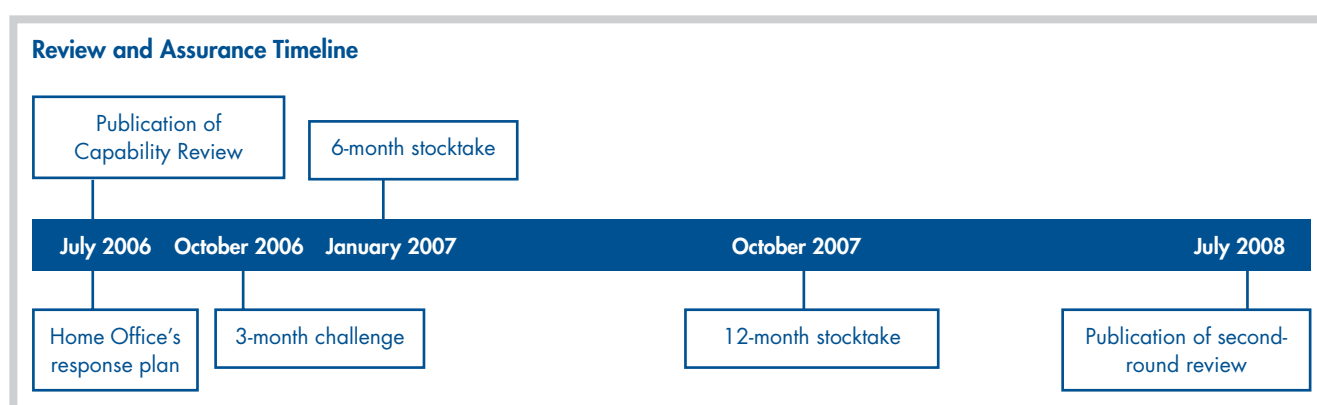 Review and Assurance Timeline
Publication of
Capability Review
6-month stocktake
July 2006
October 2006
January 2007
October 2007
July 2008
Home Office's
response plan
3-month challenge
12-month stocktake
Publication of second-
round review